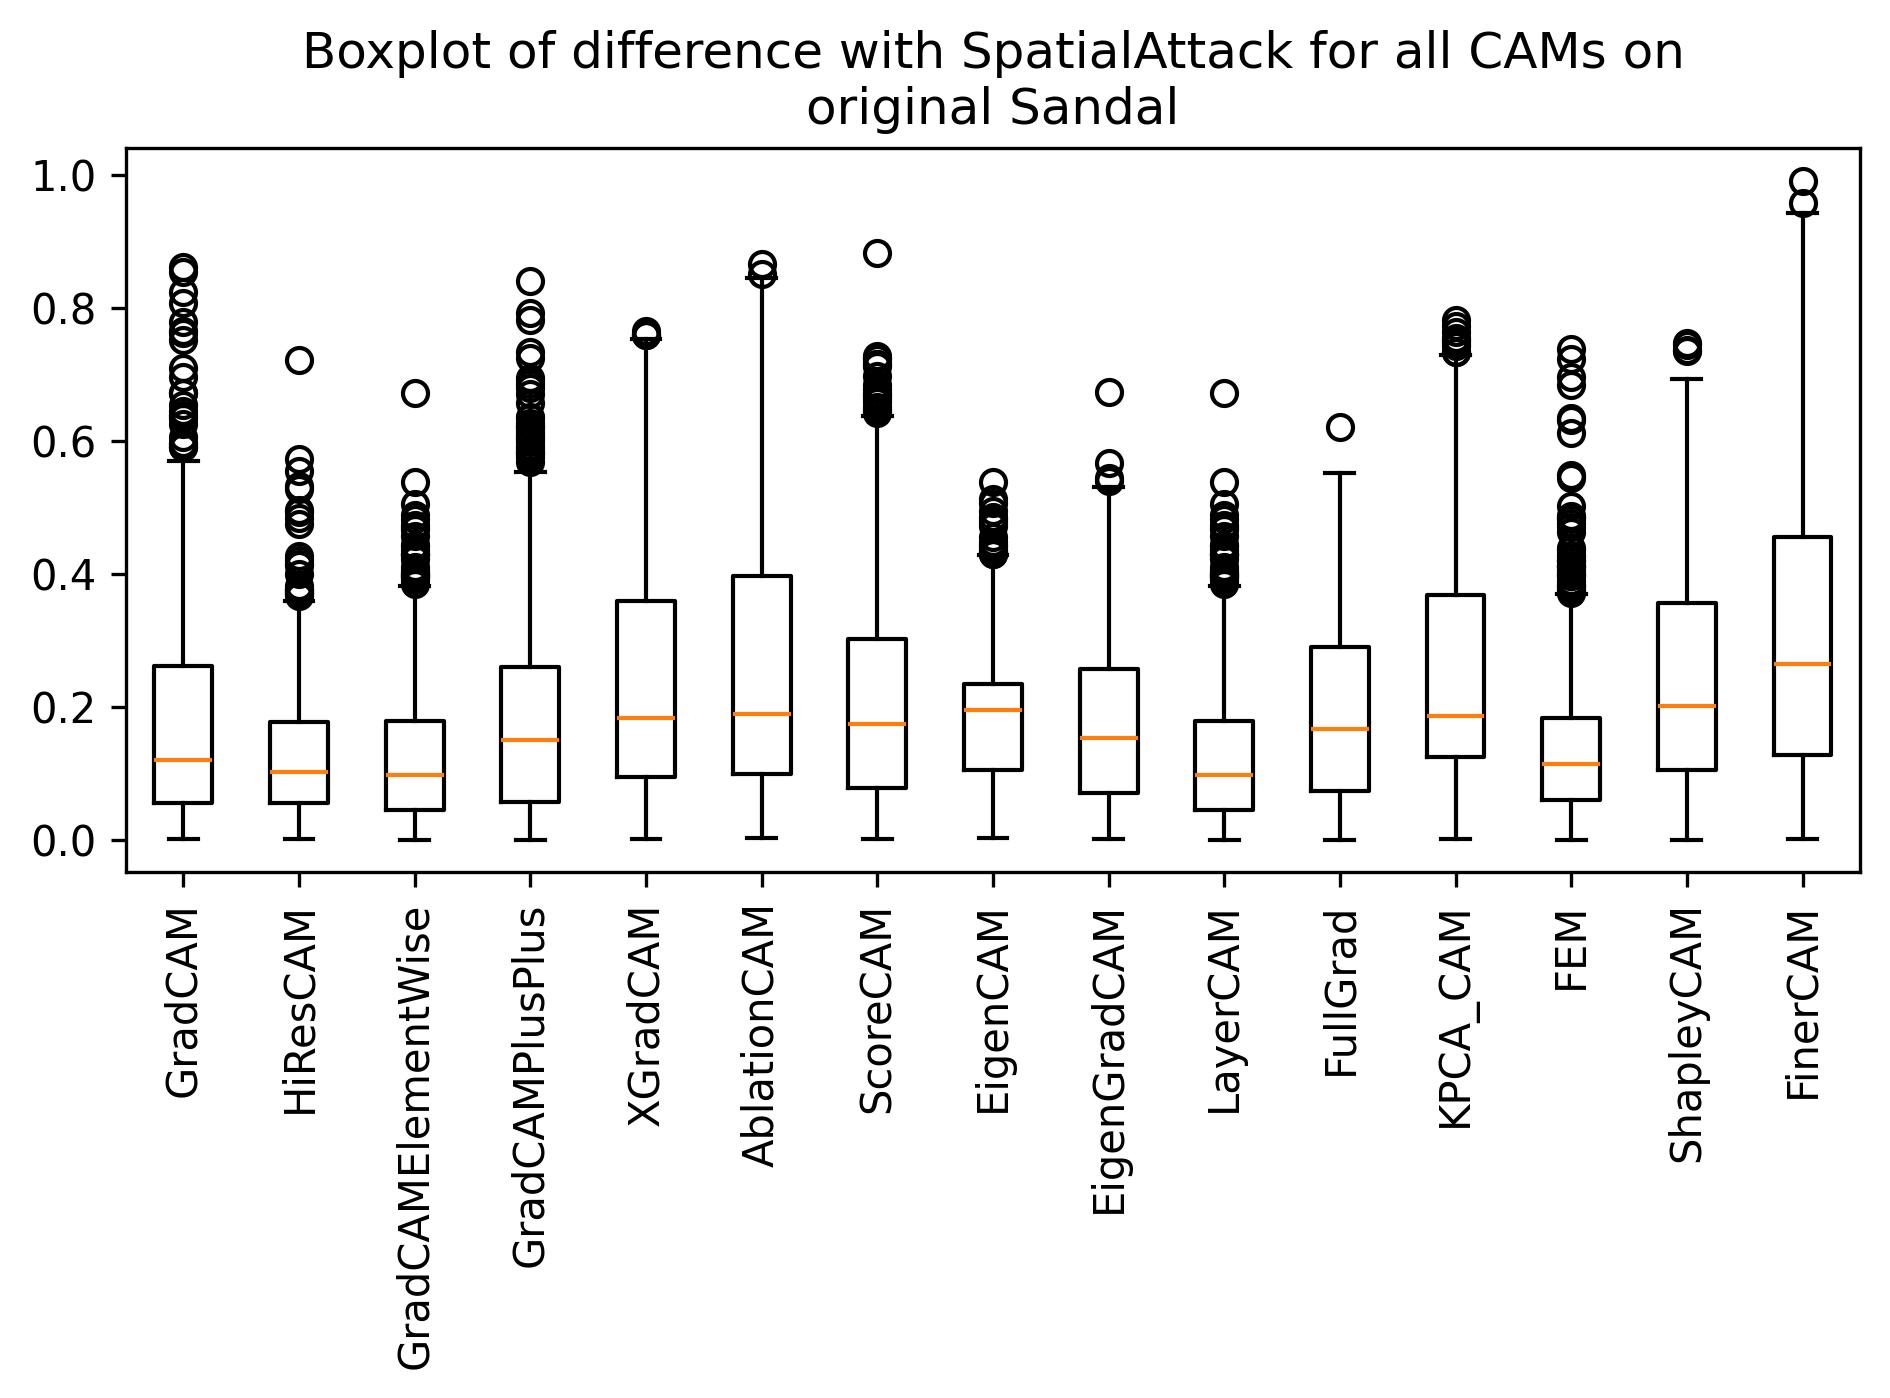 Boxplot of difference with SpatialAttack for all CAMs on
original Sandal
1.0
0.8
0.6
0.4
0.2
0.0
GradCAM
HiResCAM
GradCAMElementWise
GradCAMPlusPlus
XGradCAM
AblationCAM
ScoreCAM
EigenCAM
EigenGradCAM
LayerCAM
FullGrad
KPCA_CAM
FEM
ShapleyCAM
FinerCAM